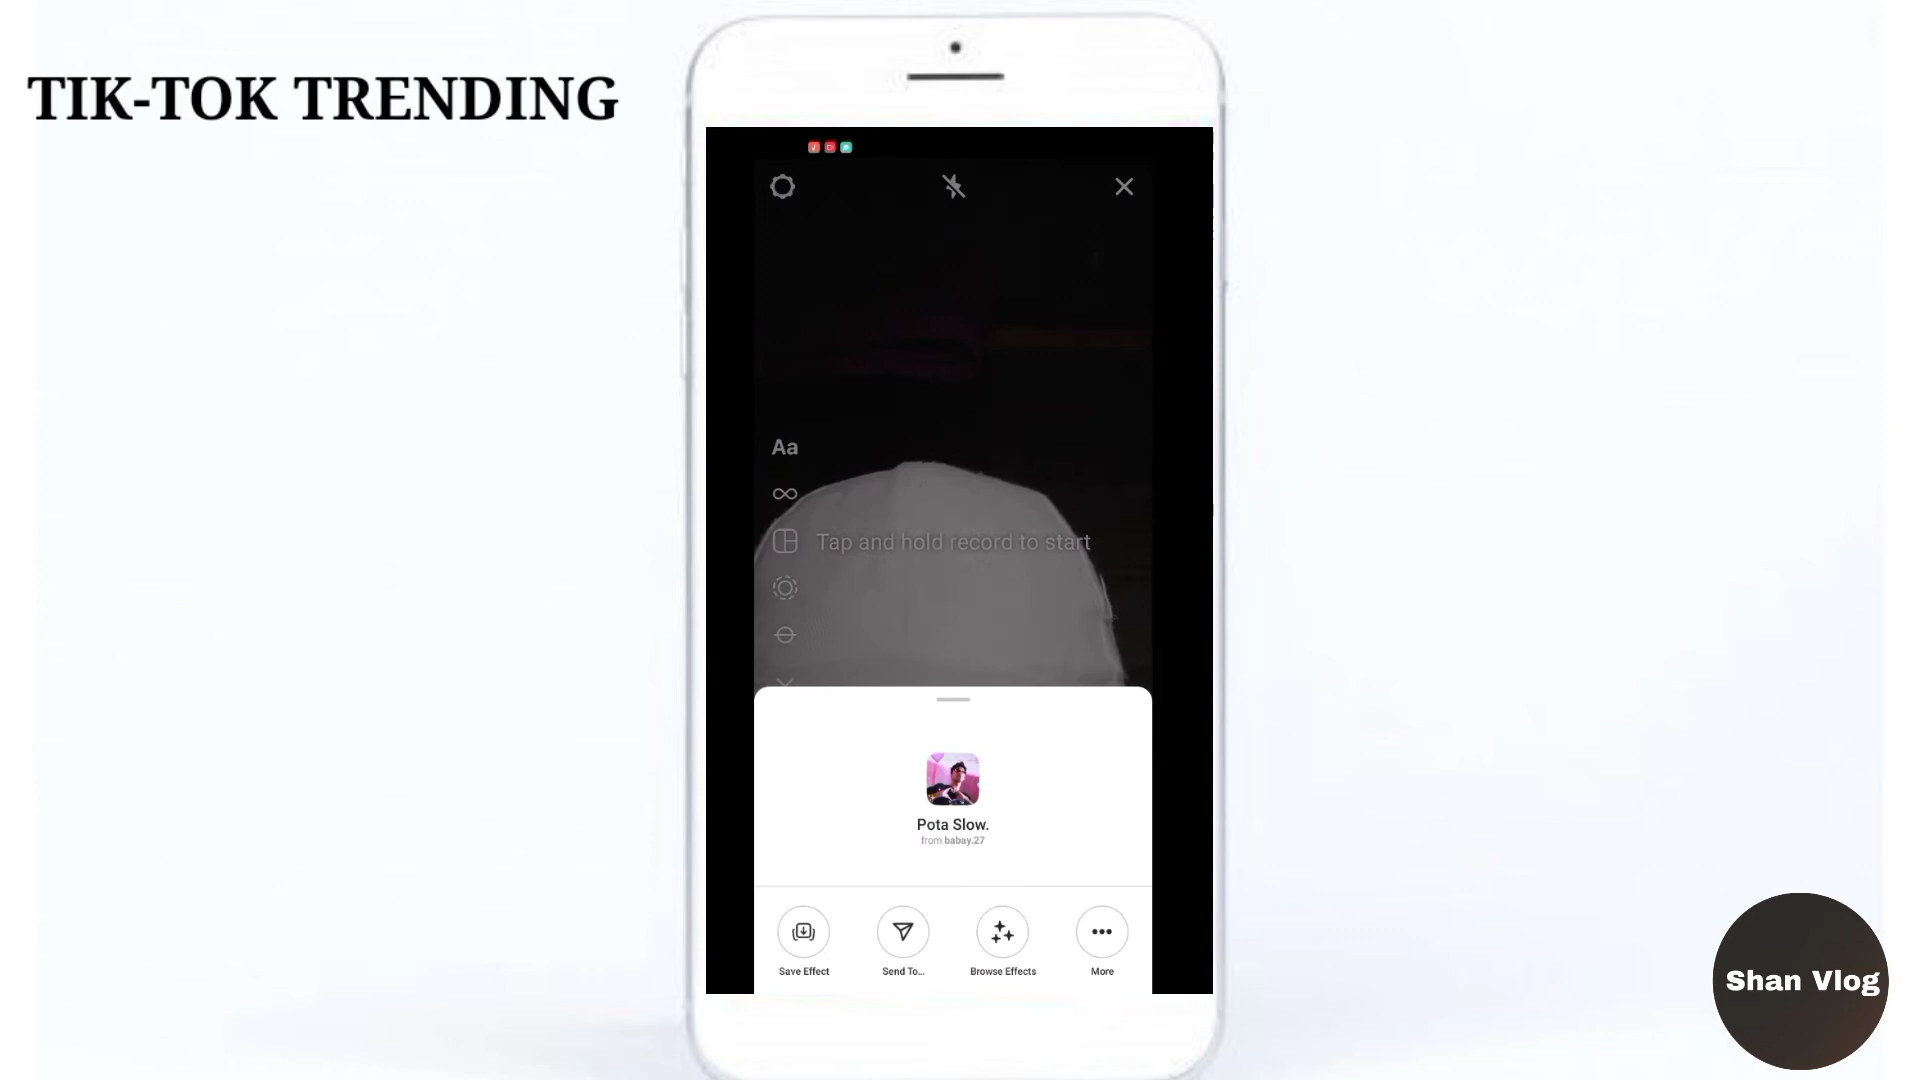 TIK-TOK TRENDING
Aa
Tap and hold record to start
Pota Slow.
from babay.27
Save Effect
Send To...
Browse Effects
More
Shan Vlog